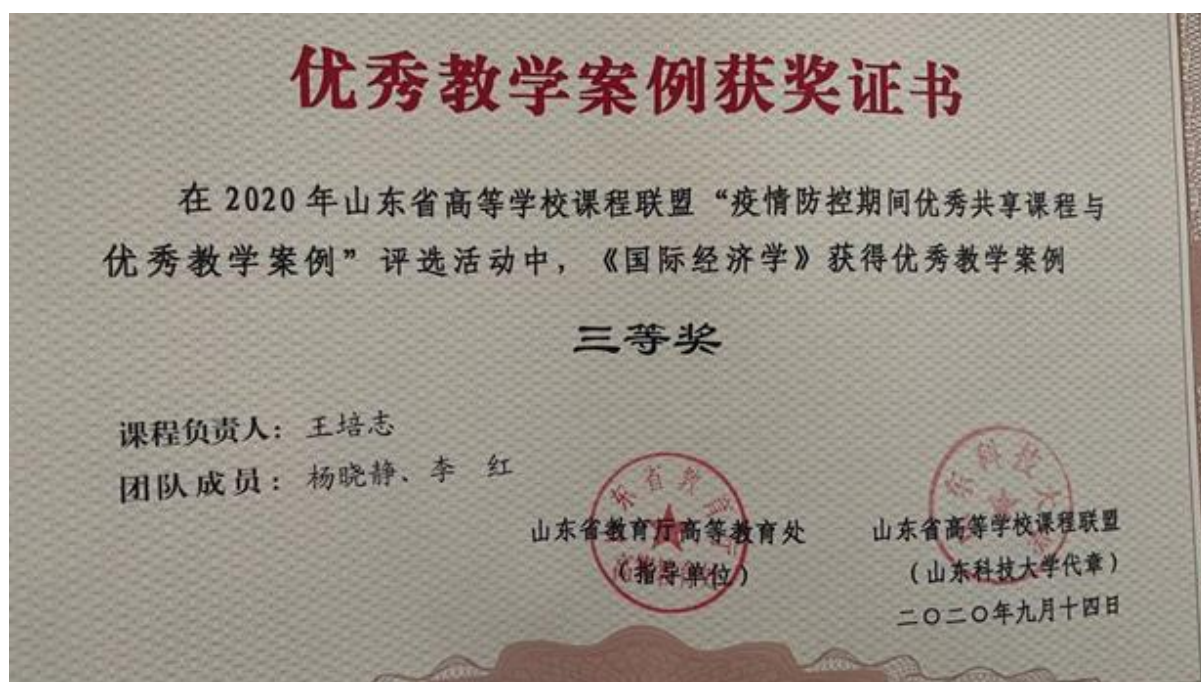 优秀教学案例获奖证书
在 2020 年山东省高等学校课程联盟“疫情防控期间优秀共享课程与
优秀教学案例”评选活动中,《国际经济学》获得优秀教学案例
三等奖
课程负责人: 王培志
团队成员: 杨晓静、李 红
山东省教育厅高等教育处
(指导单位)
山东省高等学校课程联盟
(山东科技大学代章)
二〇二〇年九月十四日